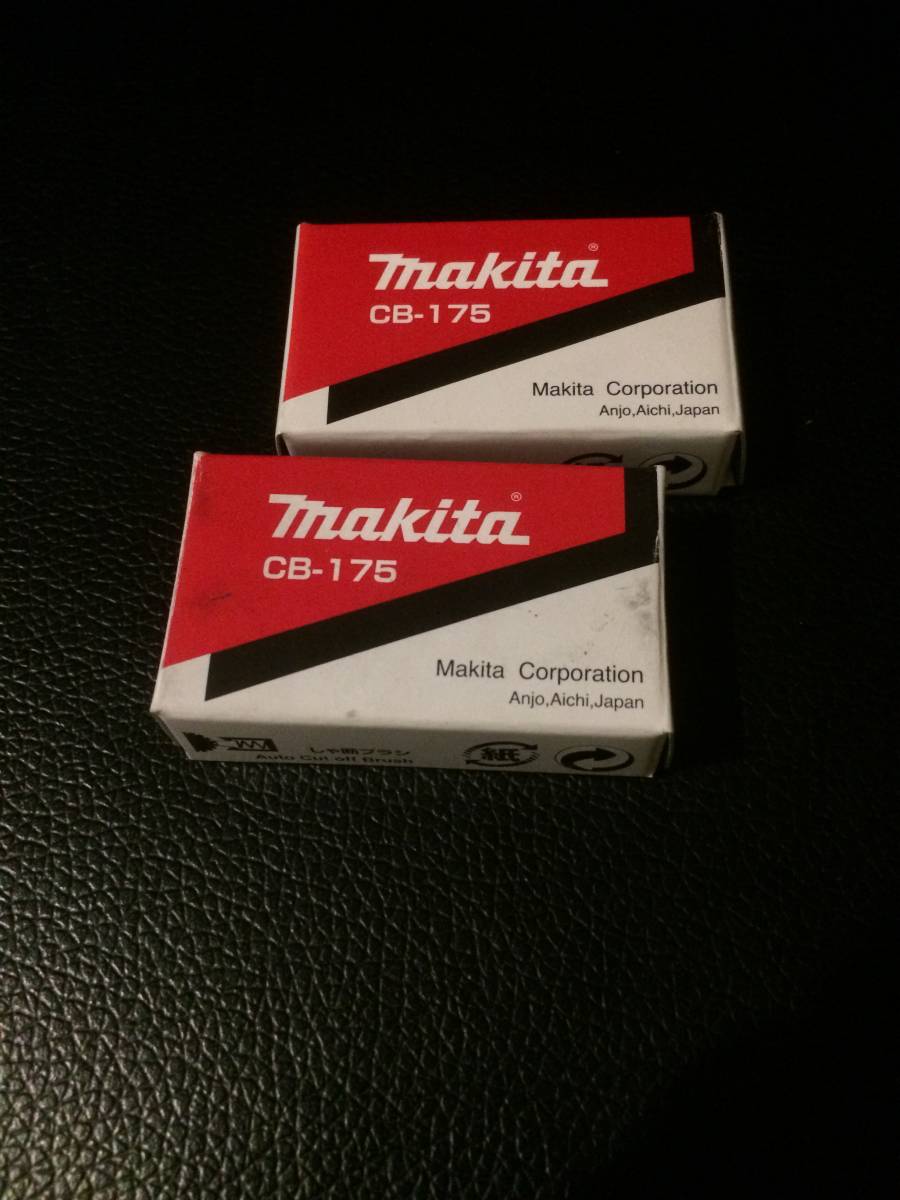 makita®
CB-175
Makita Corporation
Anjo,Aichi,Japan
makita®
CB-175
Makita Corporation
Anjo,Aichi,Japan
しゃ断ブラシ
Auto Cut off Brush
紙